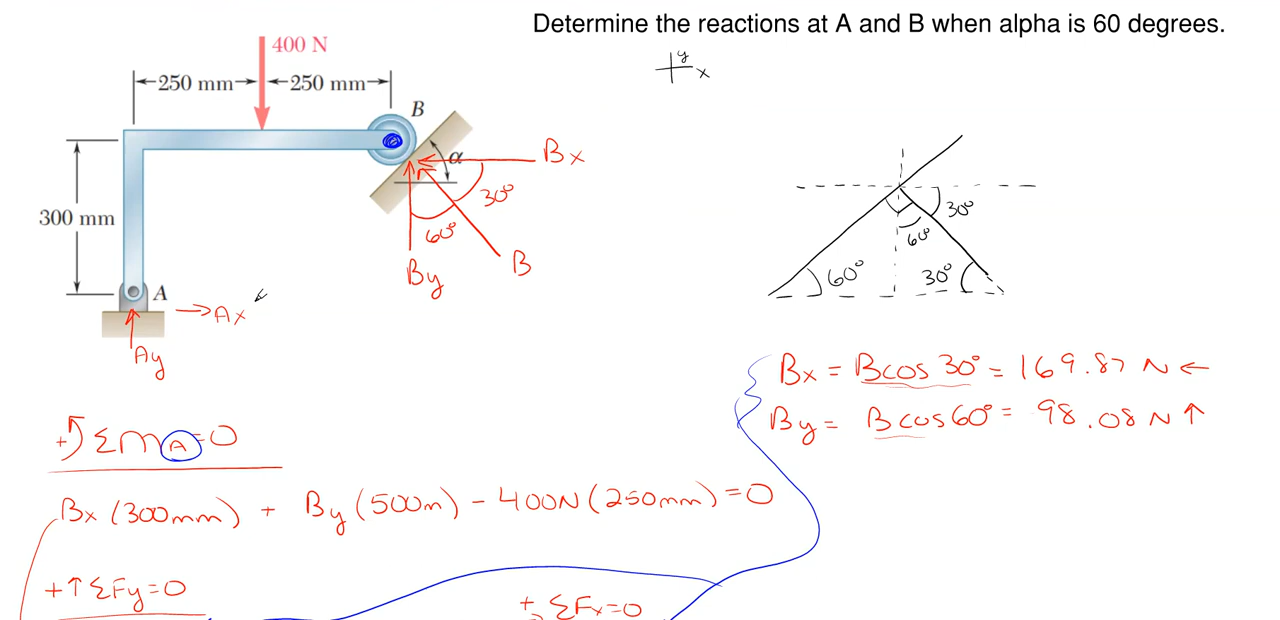 Determine the reactions at A and B when alpha is 60 degrees.
y
x
400 N
250 mm
250 mm
B
α
Bx
30°
60°
B
By
300 mm
A
Ax
Ay
30°
60°
60°
30°
Bx = Bcos 30° = 169.87 N ←
By = Bcos60° = 98.08 N ↑
+↺ ΣMA=0
Bx (300mm) + By (500m) - 400N (250mm) = 0
+↑ ΣFy=0
+→ ΣFx=0